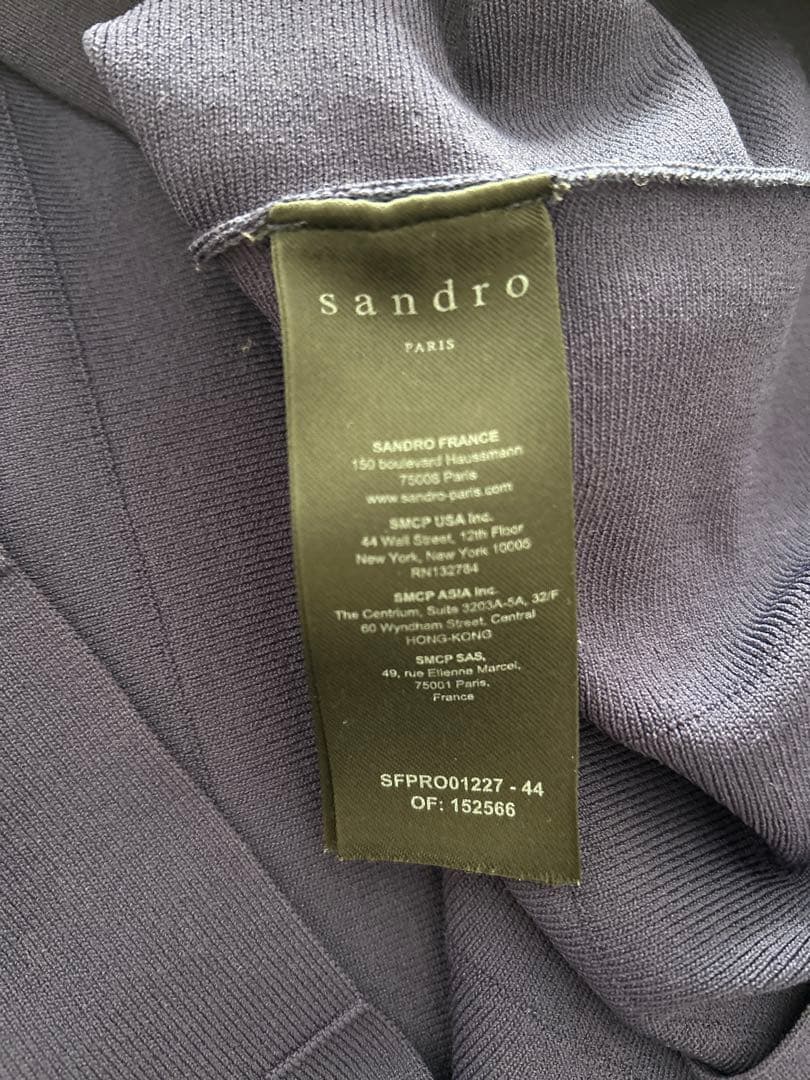 sandro
PARIS
SANDRO FRANCE
150 boulevard Haussmann
75008 Paris
www.sandro-paris.com
SMCP USA Inc.
44 Wall Street, 12th Floor
New York, New York 10005
RN132784
SMCP ASIA Inc.
The Centrium, Suite 3203A-5A, 32/F
60 Wyndham Street, Central
HONG-KONG
SMCP SAS,
49, rue Etienne Marcel,
75001 Paris,
France
SFPRO01227 - 44
OF: 152566